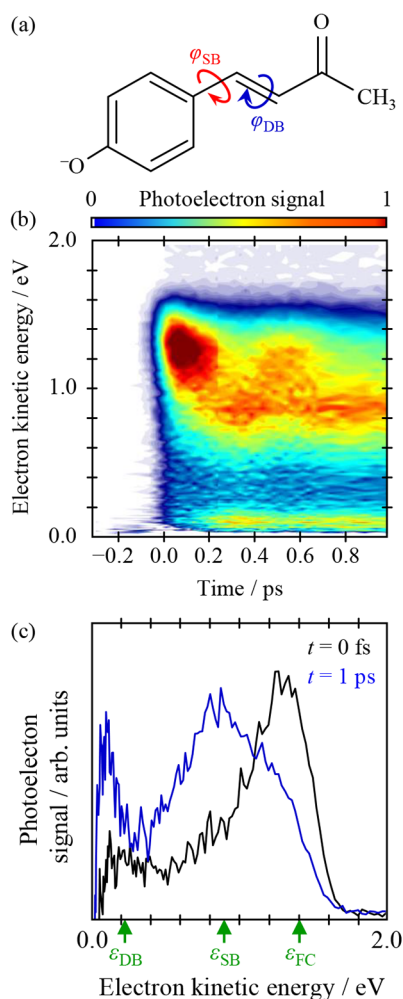 (a)
O
φSB
φDB
CH3
−O
0 Photoelectron signal 1
(b)
2.0
1.0
0.0
Electron kinetic energy / eV
−0.2 0.0 0.2 0.4 0.6 0.8
Time / ps
(c)
t = 0 fs
t = 1 ps
Photoelecton
signal / arb. units
0.0 2.0
εDB εSB εFC
Electron kinetic energy / eV